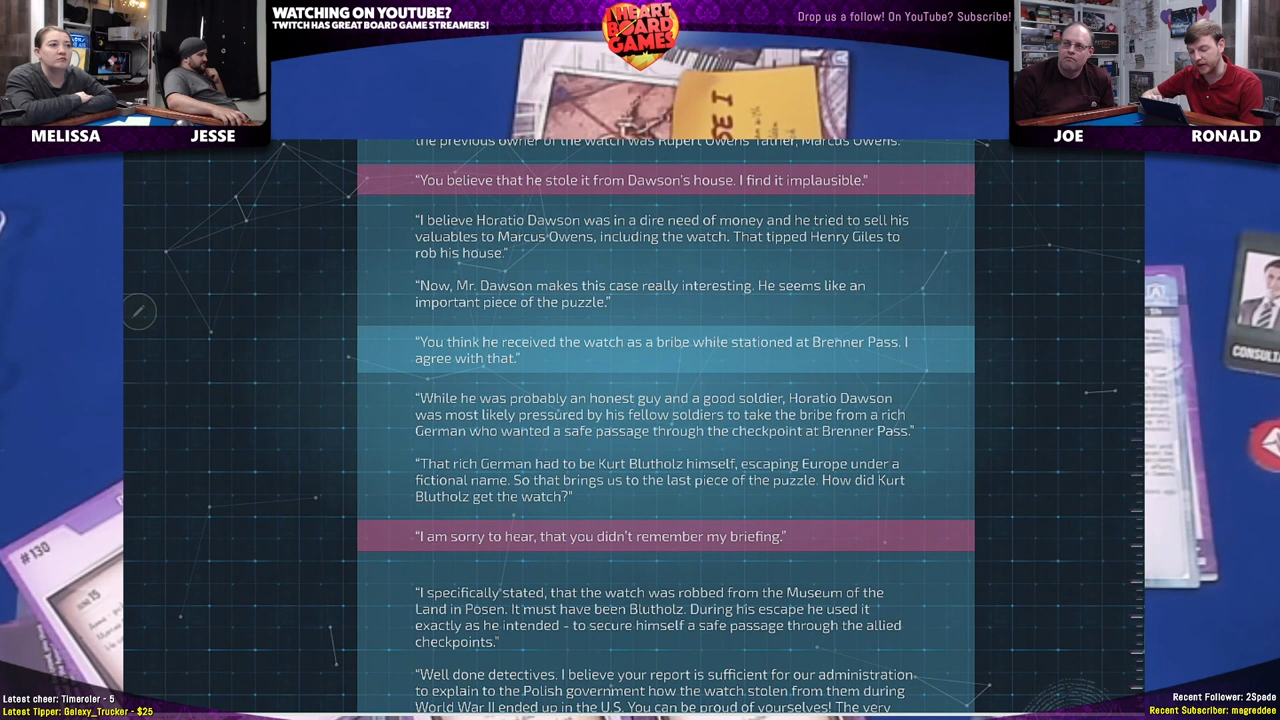 WATCHING ON YOUTUBE?
TWITCH HAS GREAT BOARD GAME STREAMERS!
I HEART
BOARD
GAMES
Drop us a follow! On YouTube? Subscribe!
MELISSA
JESSE
JOE
RONALD
SE I
CONSULTA
#130
the previous owner of the watch was Rupert Owens' father, Marcus Owens.
“You believe that he stole it from Dawson’s house. I find it implausible.”
“I believe Horatio Dawson was in a dire need of money and he tried to sell his
valuables to Marcus Owens, including the watch. That tipped Henry Giles to
rob his house.”
“Now, Mr. Dawson makes this case really interesting. He seems like an
important piece of the puzzle.”
“You think he received the watch as a bribe while stationed at Brenner Pass. I
agree with that.”
“While he was probably an honest guy and a good soldier, Horatio Dawson
was most likely pressured by his fellow soldiers to take the bribe from a rich
German who wanted a safe passage through the checkpoint at Brenner Pass.”
“That rich German had to be Kurt Blutholz himself, escaping Europe under a
fictional name. So that brings us to the last piece of the puzzle. How did Kurt
Blutholz get the watch?”
“I am sorry to hear, that you didn’t remember my briefing.”
“I specifically stated, that the watch was robbed from the Museum of the
Land in Posen. It must have been Blutholz. During his escape he used it
exactly as he intended - to secure himself a safe passage through the allied
checkpoints.”
“Well done detectives. I believe your report is sufficient for our administration
to explain to the Polish government how the watch stolen from them during
World War II ended up in the U.S. You can be proud of yourselves! The very
Latest cheer: Timeroler - 5
Latest Tipper: Galexy_Trucker - $25
Recent Follower: 2Spade
Recent Subscriber: magreddee